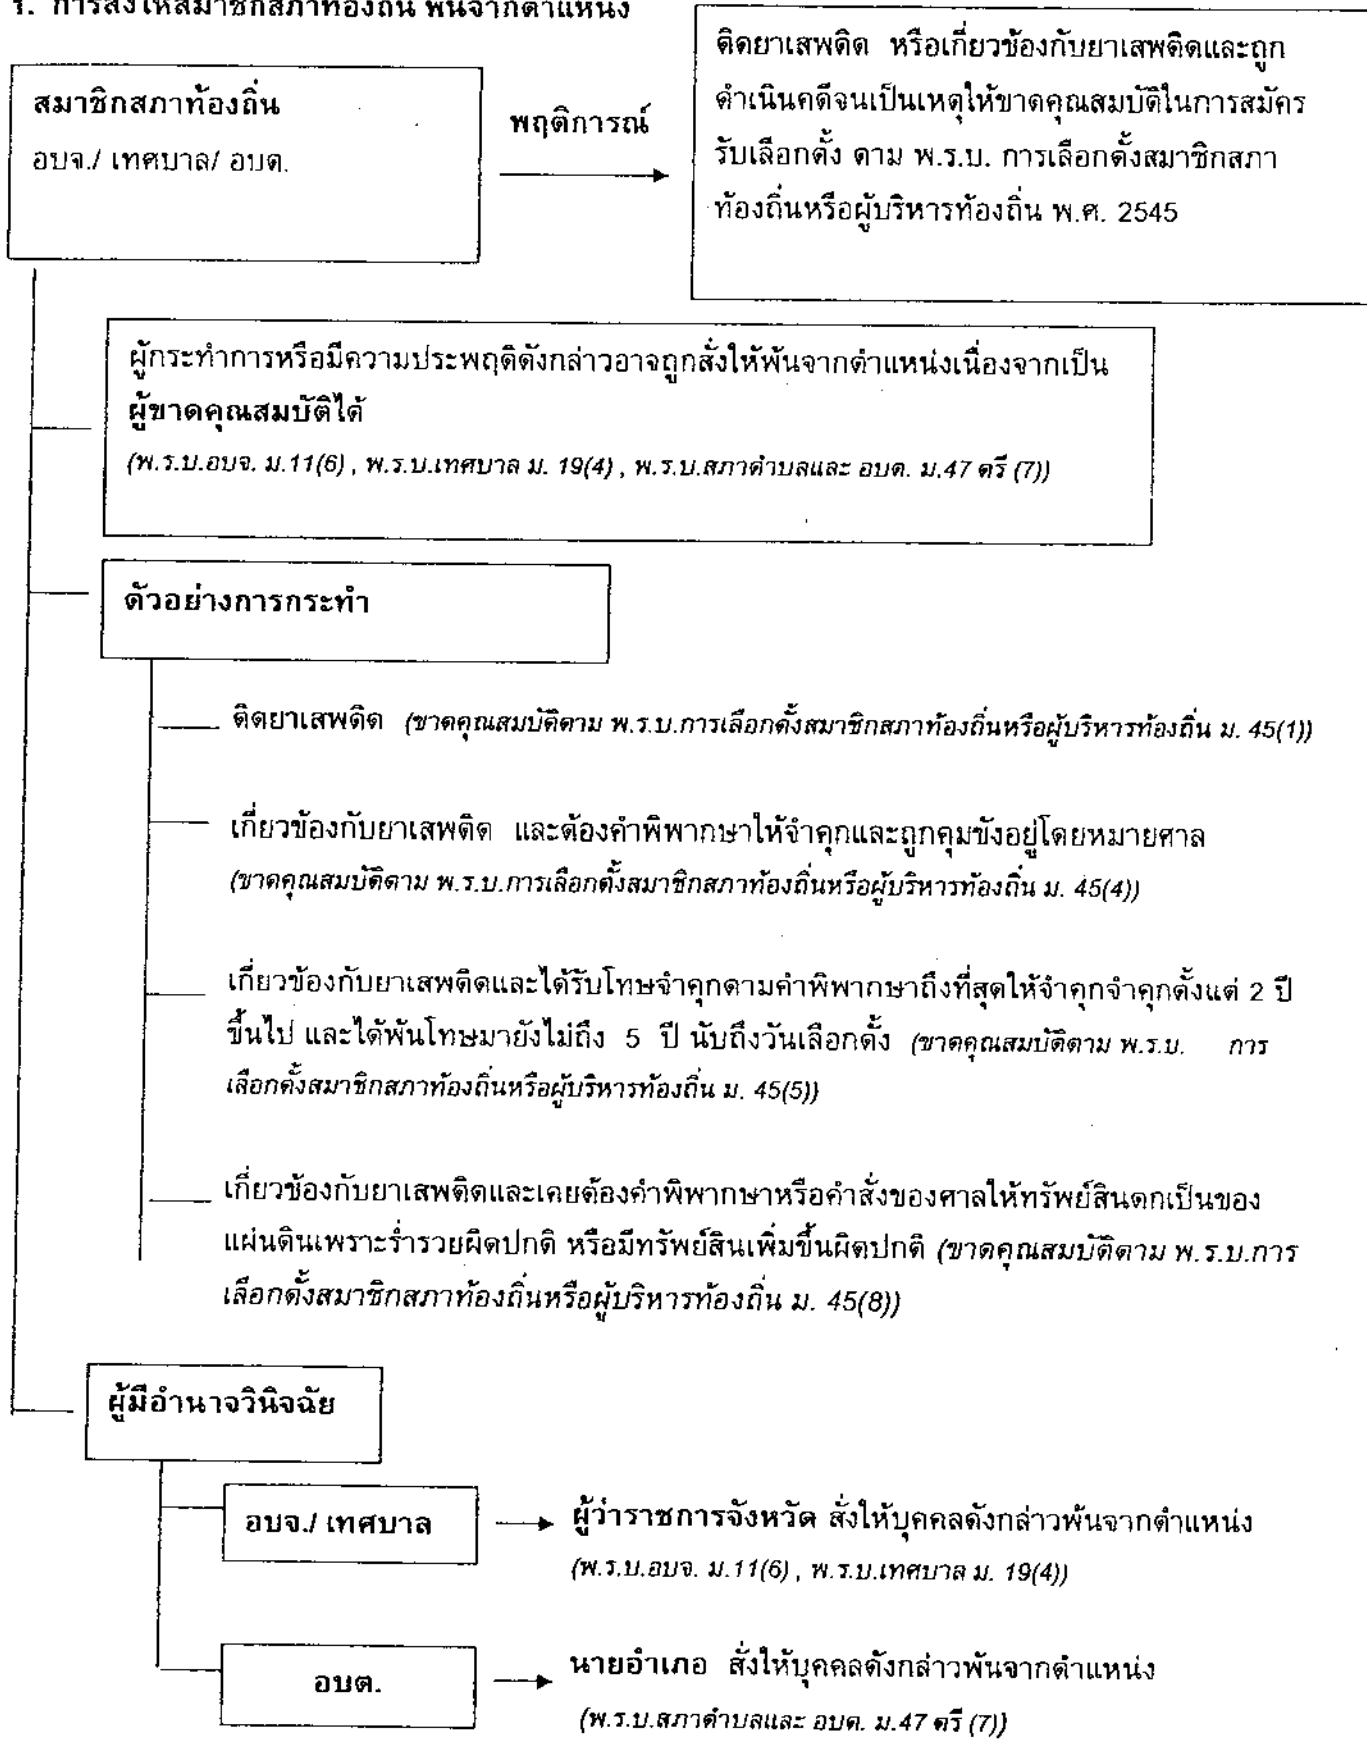 การสั่งให้สมาชิกสภาท้องถิ่น พ้นจากตำแหน่ง
สมาชิกสภาท้องถิ่น
อบจ./ เทศบาล/ อบต.
พฤติการณ์
ติดยาเสพติด หรือเกี่ยวข้องกับยาเสพติดและถูก
ดำเนินคดีจนเป็นเหตุให้ขาดคุณสมบัติในการสมัคร
รับเลือกตั้ง ตาม พ.ร.บ. การเลือกตั้งสมาชิกสภา
ท้องถิ่นหรือผู้บริหารท้องถิ่น พ.ศ. 2545
ผู้กระทำการหรือมีความประพฤติดังกล่าวอาจถูกสั่งให้พ้นจากตำแหน่งเนื่องจากเป็น
ผู้ขาดคุณสมบัติได้
(พ.ร.บ.อบจ. ม.11(6) , พ.ร.บ.เทศบาล ม. 19(4) , พ.ร.บ.สภาตำบลและ อบต. ม.47 ตรี (7))
ตัวอย่างการกระทำ
ติดยาเสพติด (ขาดคุณสมบัติตาม พ.ร.บ.การเลือกตั้งสมาชิกสภาท้องถิ่นหรือผู้บริหารท้องถิ่น ม. 45(1))
เกี่ยวข้องกับยาเสพติด และต้องคำพิพากษาให้จำคุกและถูกคุมขังอยู่โดยหมายศาล
(ขาดคุณสมบัติตาม พ.ร.บ.การเลือกตั้งสมาชิกสภาท้องถิ่นหรือผู้บริหารท้องถิ่น ม. 45(4))
เกี่ยวข้องกับยาเสพติดและได้รับโทษจำคุกตามคำพิพากษาถึงที่สุดให้จำคุกจำคุกตั้งแต่ 2 ปี
ขึ้นไป และได้พ้นโทษมายังไม่ถึง 5 ปี นับถึงวันเลือกตั้ง (ขาดคุณสมบัติตาม พ.ร.บ. การ
เลือกตั้งสมาชิกสภาท้องถิ่นหรือผู้บริหารท้องถิ่น ม. 45(5))
เกี่ยวข้องกับยาเสพติดและเคยต้องคำพิพากษาหรือคำสั่งของศาลให้ทรัพย์สินตกเป็นของ
แผ่นดินเพราะร่ำรวยผิดปกติ หรือมีทรัพย์สินเพิ่มขึ้นผิดปกติ (ขาดคุณสมบัติตาม พ.ร.บ.การ
เลือกตั้งสมาชิกสภาท้องถิ่นหรือผู้บริหารท้องถิ่น ม. 45(8))
ผู้มีอำนาจวินิจฉัย
อบจ./ เทศบาล
ผู้ว่าราชการจังหวัด สั่งให้บุคคลดังกล่าวพ้นจากตำแหน่ง
(พ.ร.บ.อบจ. ม.11(6) , พ.ร.บ.เทศบาล ม. 19(4))
อบต.
นายอำเภอ สั่งให้บุคคลดังกล่าวพ้นจากตำแหน่ง
(พ.ร.บ.สภาตำบลและ อบต. ม.47 ตรี (7))